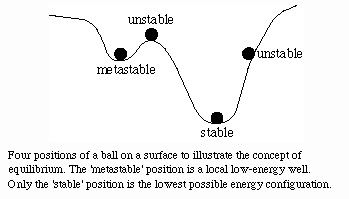 unstable
unstable
metastable
stable
Four positions of a ball on a surface to illustrate the concept of
equilibrium. The 'metastable' position is a local low-energy well.
Only the 'stable' position is the lowest possible energy configuration.